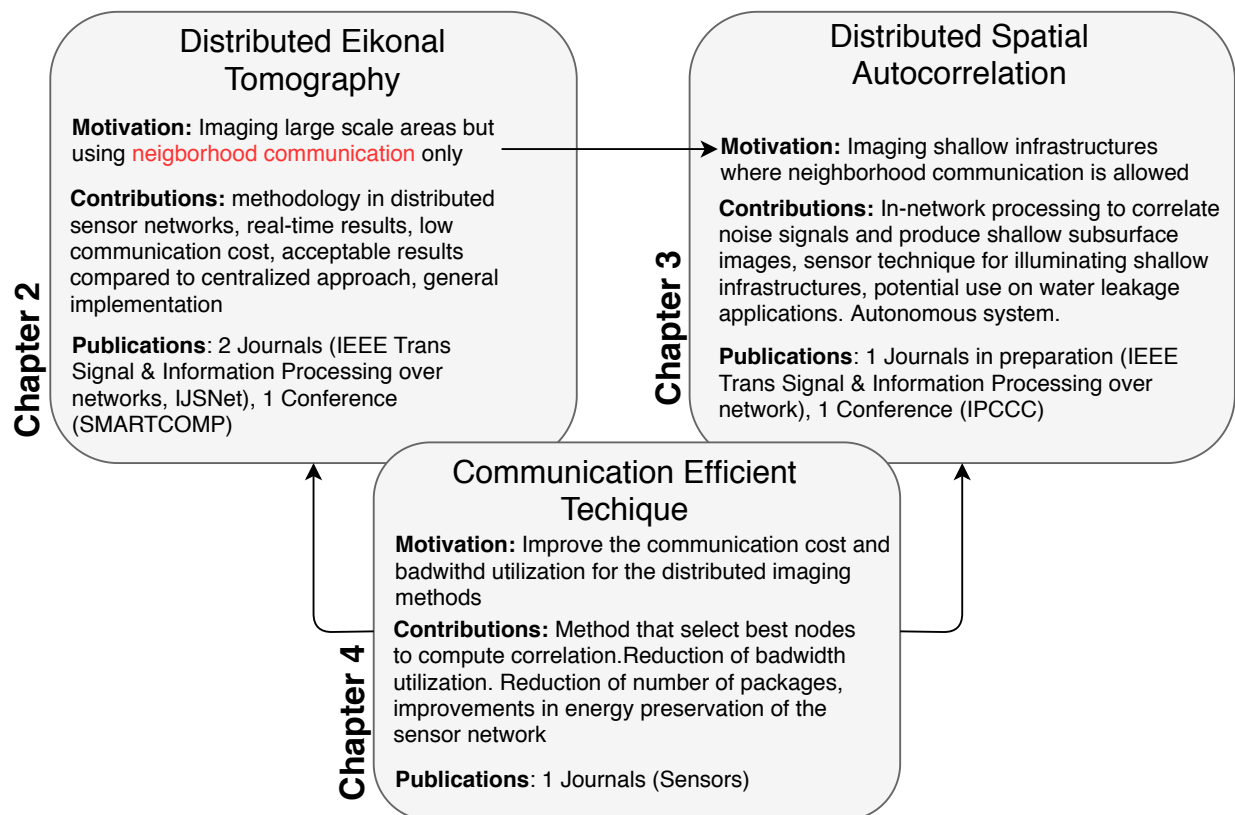 Distributed Eikonal
Tomography
Motivation: Imaging large scale areas but
using neigborhood communication only
Contributions: methodology in distributed
sensor networks, real-time results, low
communication cost, acceptable results
compared to centralized approach, general
implementation
Publications: 2 Journals (IEEE Trans
Signal & Information Processing over
networks, IJSNet), 1 Conference
(SMARTCOMP)
Chapter 2
Distributed Spatial
Autocorrelation
Motivation: Imaging shallow infrastructures
where neighborhood communication is allowed
Contributions: In-network processing to correlate
noise signals and produce shallow subsurface
images, sensor technique for illuminating shallow
infrastructures, potential use on water leakage
applications. Autonomous system.
Publications: 1 Journals in preparation (IEEE
Trans Signal & Information Processing over
network), 1 Conference (IPCCC)
Chapter 3
Communication Efficient
Techique
Motivation: Improve the communication cost and
badwithd utilization for the distributed imaging
methods
Contributions: Method that select best nodes
to compute correlation.Reduction of badwidth
utilization. Reduction of number of packages,
improvements in energy preservation of the
sensor network
Publications: 1 Journals (Sensors)
Chapter 4